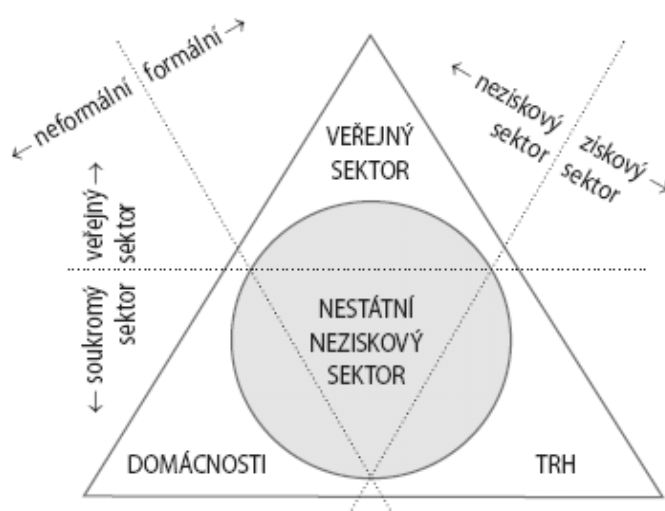 ← neformální formální →
← neziskový
sektor
ziskový →
sektor
VEŘEJNÝ
SEKTOR
veřejný →
sektor
← soukromý
sektor
NESTÁTNÍ
NEZISKOVÝ
SEKTOR
DOMÁCNOSTI
TRH